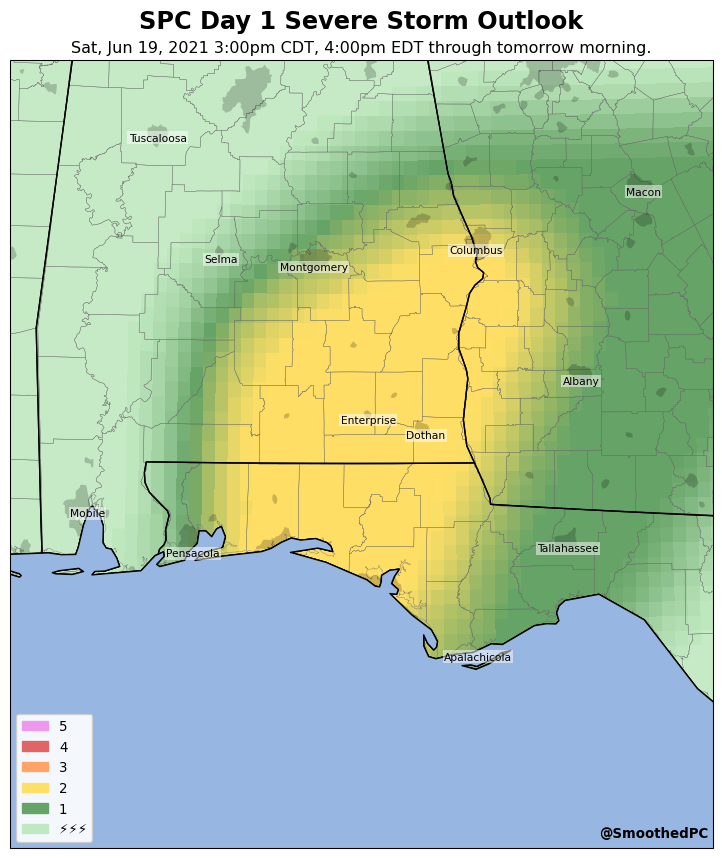 SPC Day 1 Severe Storm Outlook
Sat, Jun 19, 2021 3:00pm CDT, 4:00pm EDT through tomorrow morning.
Tuscaloosa
Macon
Columbus
Selma
Montgomery
Albany
Enterprise
Dothan
Mobile
Tallahassee
Pensacola
Apalachicola
5
4
3
2
1
⚡⚡⚡
@SmoothedPC